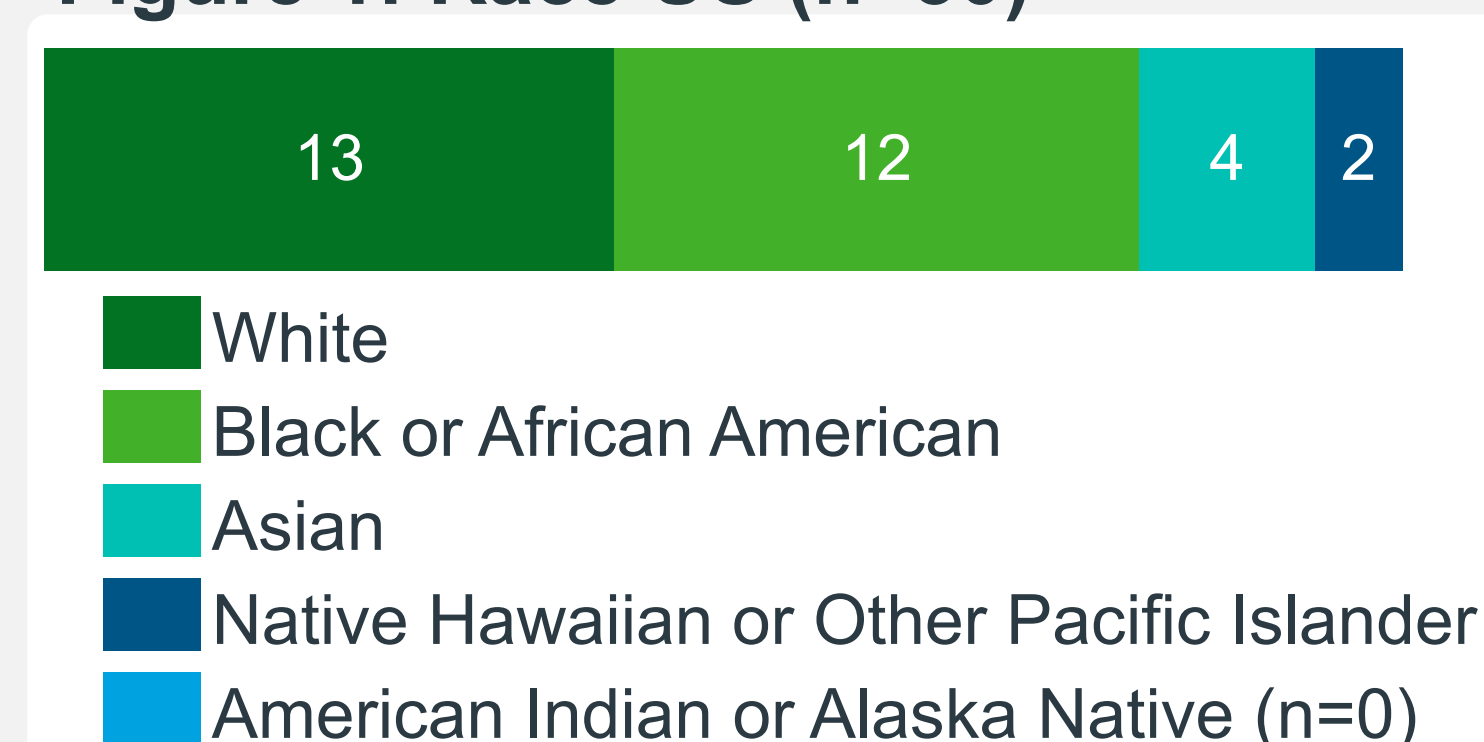 13 12 4 2
White
Black or African American
Asian
Native Hawaiian or Other Pacific Islander
American Indian or Alaska Native (n=0)